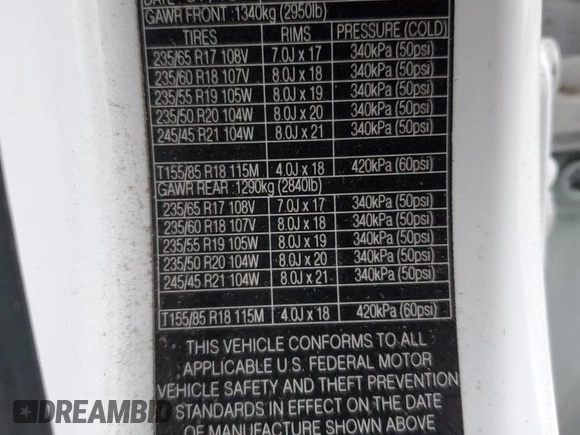 GAWR FRONT :1340kg (2950lb)
TIRES RIMS PRESSURE (COLD)
235/65 R17 108V 7.0J x 17 340kPa (50psi)
235/60 R18 107V 8.0J x 18 340kPa (50psi)
235/55 R19 105W 8.0J x 19 340kPa (50psi)
235/50 R20 104W 8.0J x 20 340kPa (50psi)
245/45 R21 104W 8.0J x 21 340kPa (50psi)
T155/85 R18 115M 4.0J x 18 420kPa (60psi)
GAWR REAR :1290kg (2840lb)
235/65 R17 108V 7.0J x 17 340kPa (50psi)
235/60 R18 107V 8.0J x 18 340kPa (50psi)
235/55 R19 105W 8.0J x 19 340kPa (50psi)
235/50 R20 104W 8.0J x 20 340kPa (50psi)
245/45 R21 104W 8.0J x 21 340kPa (50psi)
T155/85 R18 115M 4.0J x 18 420kPa (60psi)
THIS VEHICLE CONFORMS TO ALL
APPLICABLE U.S. FEDERAL MOTOR
VEHICLE SAFETY AND THEFT PREVENTION
STANDARDS IN EFFECT ON THE DATE
OF MANUFACTURE SHOWN ABOVE
DREAMBID